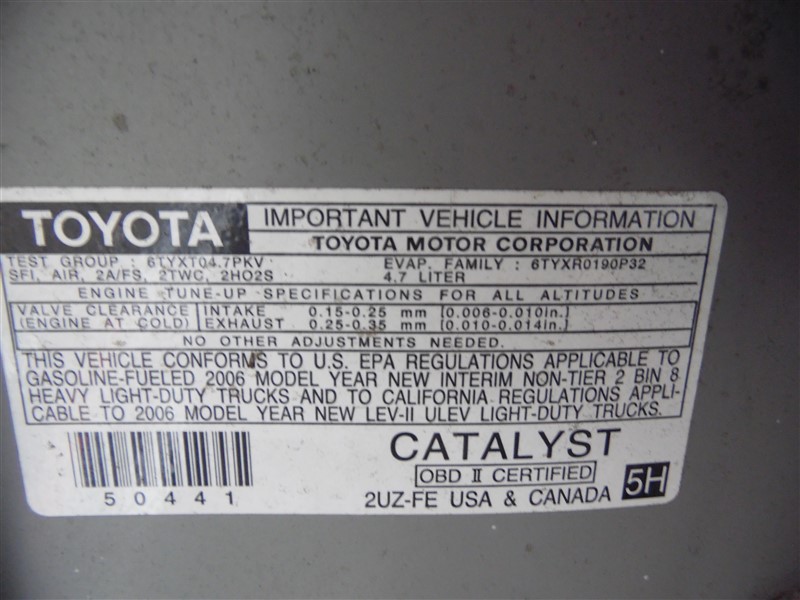 TOYOTA
IMPORTANT VEHICLE INFORMATION
TOYOTA MOTOR CORPORATION
TEST GROUP : 6TYXT04.7PKV EVAP. FAMILY : 6TYXR0190P32
SFI, AIR, 2A/FS, 2TWC, 2HO2S 4.7 LITER
ENGINE TUNE-UP SPECIFICATIONS FOR ALL ALTITUDES
VALVE CLEARANCE INTAKE 0.15-0.25 mm [0.006-0.010in.]
(ENGINE AT COLD) EXHAUST 0.25-0.35 mm [0.010-0.014in.]
NO OTHER ADJUSTMENTS NEEDED.
THIS VEHICLE CONFORMS TO U.S. EPA REGULATIONS APPLICABLE TO
GASOLINE-FUELED 2006 MODEL YEAR NEW INTERIM NON-TIER 2 BIN 8
HEAVY LIGHT-DUTY TRUCKS AND TO CALIFORNIA REGULATIONS APPLI-
CABLE TO 2006 MODEL YEAR NEW LEV-II ULEV LIGHT-DUTY TRUCKS.
50441
CATALYST
OBD II CERTIFIED
2UZ-FE USA & CANADA 5H